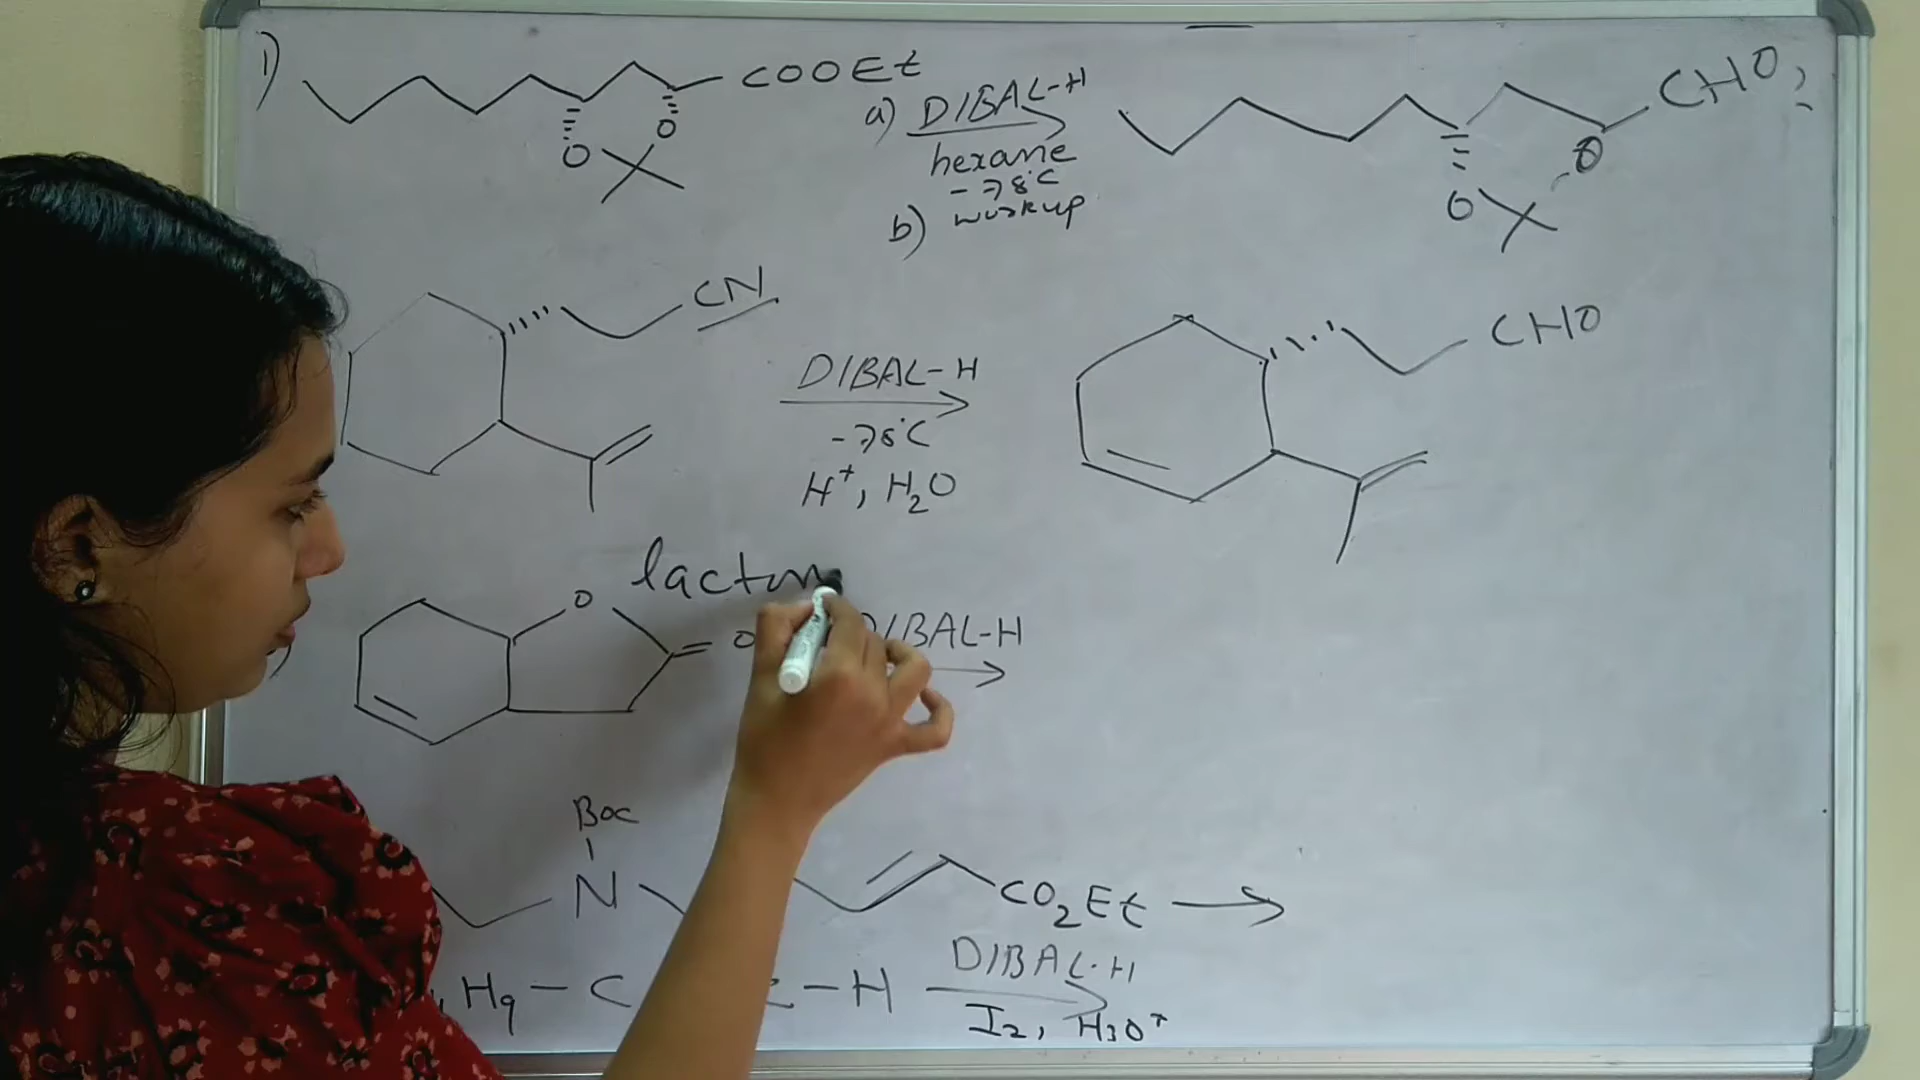 1)
COOEt
a) DIBAL-H
hexane
-78°C
b) workup
O
O
CHO,
O
O
CN
DIBAL-H
-78°C
H+, H2O
CHO
lacton
O
O
DIBAL-H
Boc
N
CO2Et
H9 - C
- H
DIBAL-H
I2, H3O+